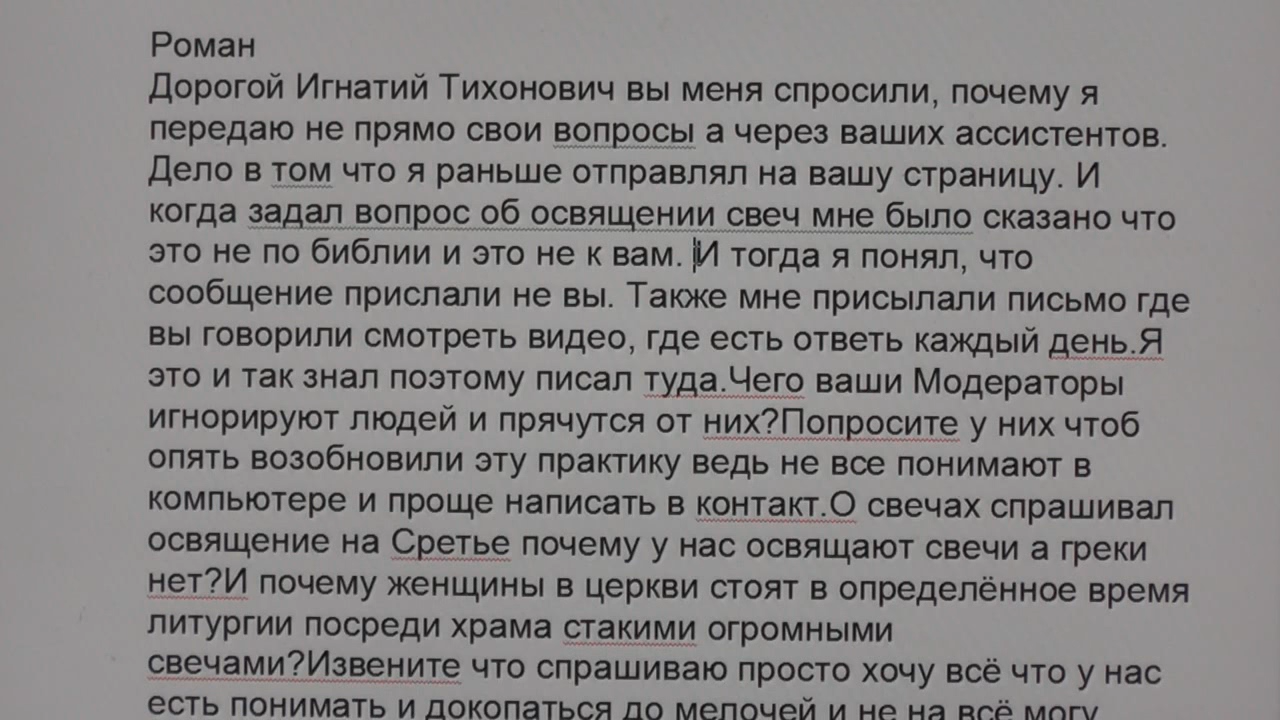 Роман
Дорогой Игнатий Тихонович вы меня спросили, почему я
передаю не прямо свои вопросы а через ваших ассистентов.
Дело в том что я раньше отправлял на вашу страницу. И
когда задал вопрос об освящении свеч мне было сказано что
это не по библии и это не к вам. И тогда я понял, что
сообщение прислали не вы. Также мне присылали письмо где
вы говорили смотреть видео, где есть ответь каждый день.Я
это и так знал поэтому писал туда.Чего ваши Модераторы
игнорируют людей и прячутся от них?Попросите у них чтоб
опять возобновили эту практику ведь не все понимают в
компьютере и проще написать в контакт.О свечах спрашивал
освящение на Сретье почему у нас освящают свечи а греки
нет?И почему женщины в церкви стоят в определённое время
литургии посреди храма стакими огромными
свечами?Извените что спрашиваю просто хочу всё что у нас
есть понимать и докопаться до мелочей и не на всё могу